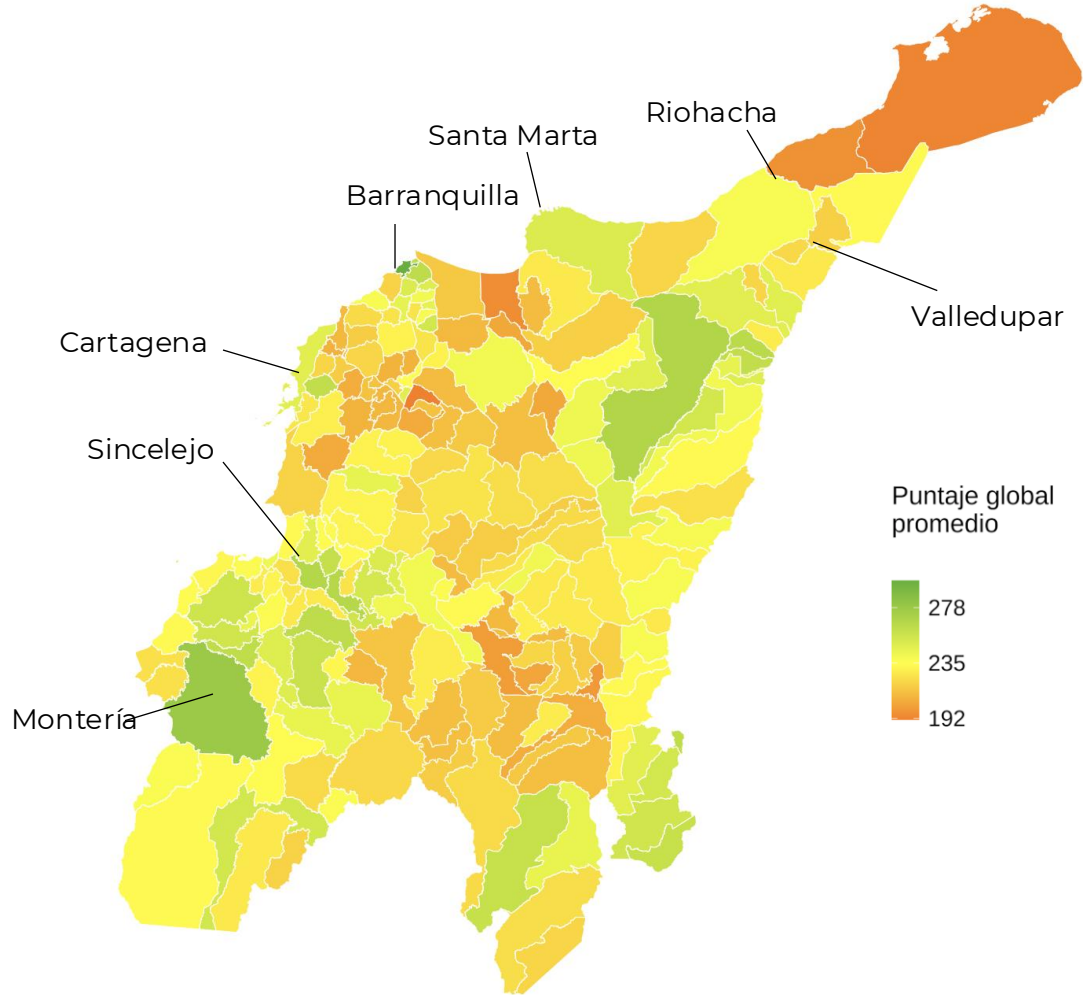 Riohacha
Santa Marta
Barranquilla
Valledupar
Cartagena
Sincelejo
Puntaje global
promedio
278
235
192
Montería